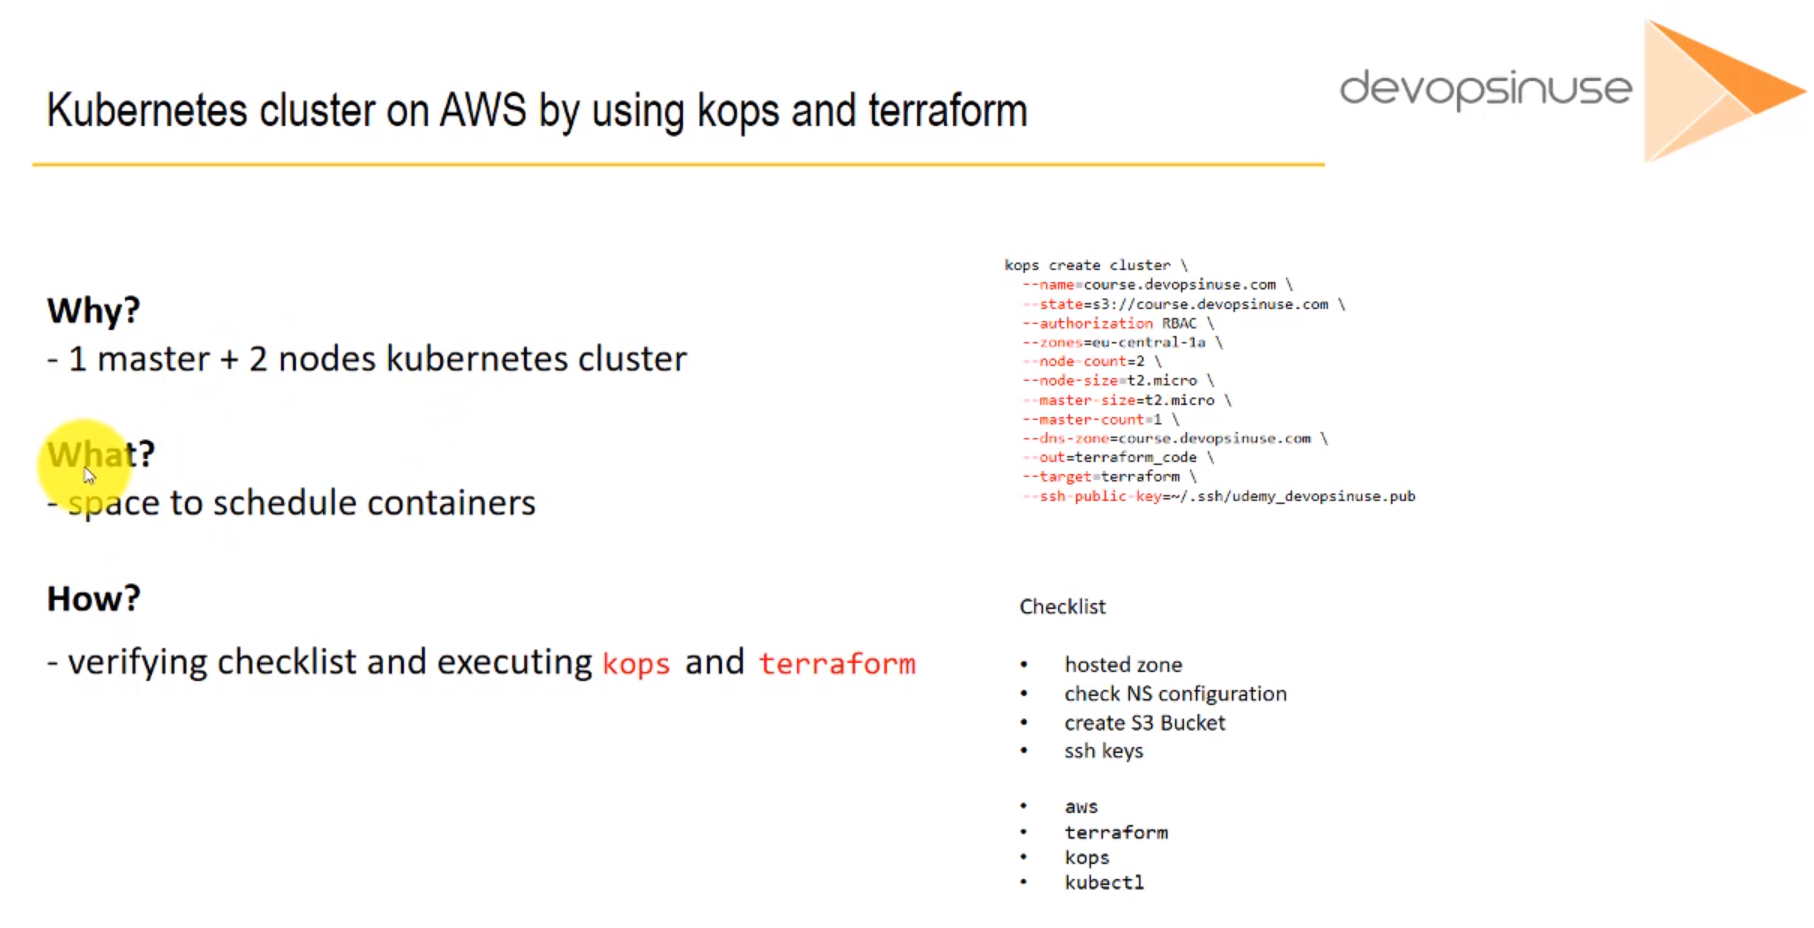 devopsinuse
Kubernetes cluster on AWS by using kops and terraform
Why?
- 1 master + 2 nodes kubernetes cluster
What?
- space to schedule containers
How?
- verifying checklist and executing kops and terraform
kops create cluster \
--name=course.devopsinuse.com \
--state=s3://course.devopsinuse.com \
--authorization RBAC \
--zones=eu-central-1a \
--node-count=2 \
--node-size=t2.micro \
--master-size=t2.micro \
--master-count=1 \
--dns-zone=course.devopsinuse.com \
--out=terraform_code \
--target=terraform \
--ssh-public-key=~/.ssh/udemy_devopsinuse.pub
Checklist
• hosted zone
• check NS configuration
• create S3 Bucket
• ssh keys
• aws
• terraform
• kops
• kubectl